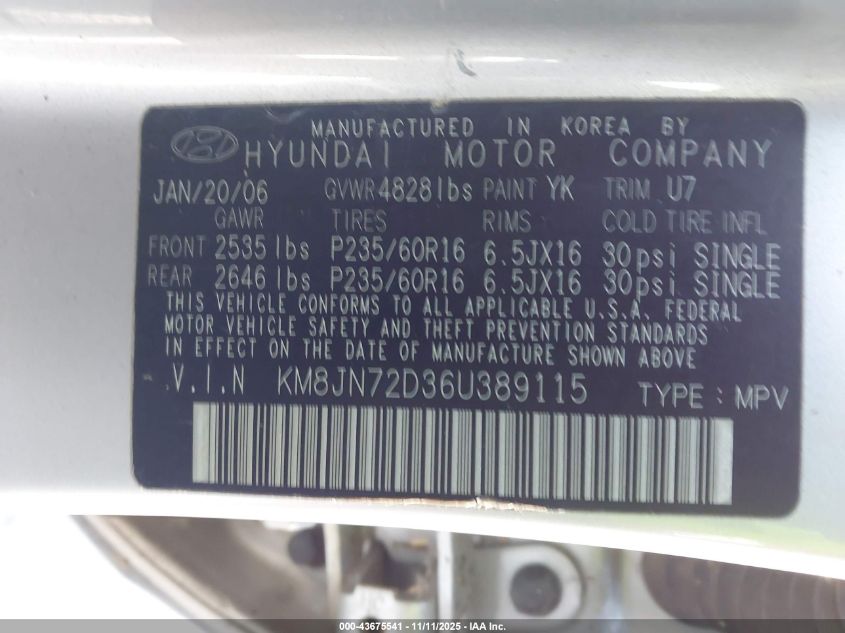 MANUFACTURED IN KOREA BY
HYUNDAI MOTOR COMPANY
JAN/20/06 GVWR 4828lbs PAINT YK TRIM U7
GAWR TIRES RIMS COLD TIRE INFL
FRONT 2535 lbs P235/60R16 6.5JX16 30psi SINGLE
REAR 2646 lbs P235/60R16 6.5JX16 30psi SINGLE
THIS VEHICLE CONFORMS TO ALL APPLICABLE U.S.A. FEDERAL
MOTOR VEHICLE SAFETY AND THEFT PREVENTION STANDARDS
IN EFFECT ON THE DATE OF MANUFACTURE SHOWN ABOVE
V.I.N KM8JN72D36U389115 TYPE: MPV
000-43675541 - 11/11/2025 - IAA Inc.